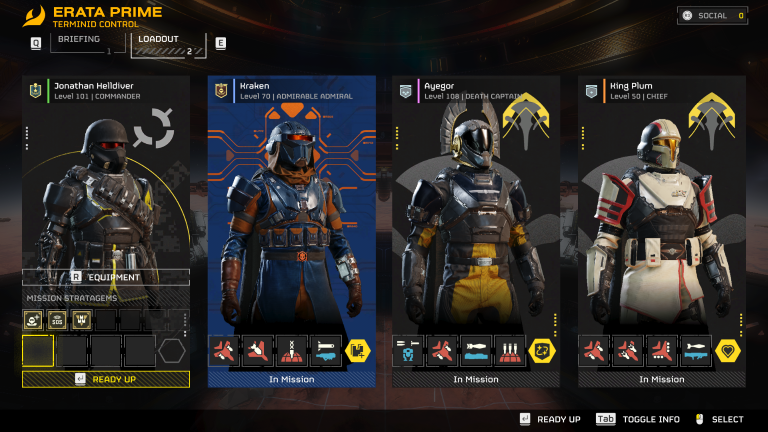 ERATA PRIME
TERMINID CONTROL
SOCIAL 0
Q BRIEFING 1 LOADOUT 2 E
Jonathan Helldiver
Level 101 | COMMANDER
Kraken
Level 70 | ADMIRABLE ADMIRAL
Ayegor
Level 108 | DEATH CAPTAIN
King Plum
Level 50 | CHIEF
R EQUIPMENT
MISSION STRATAGEMS
SOS
READY UP
In Mission
In Mission
In Mission
READY UP Tab TOGGLE INFO SELECT